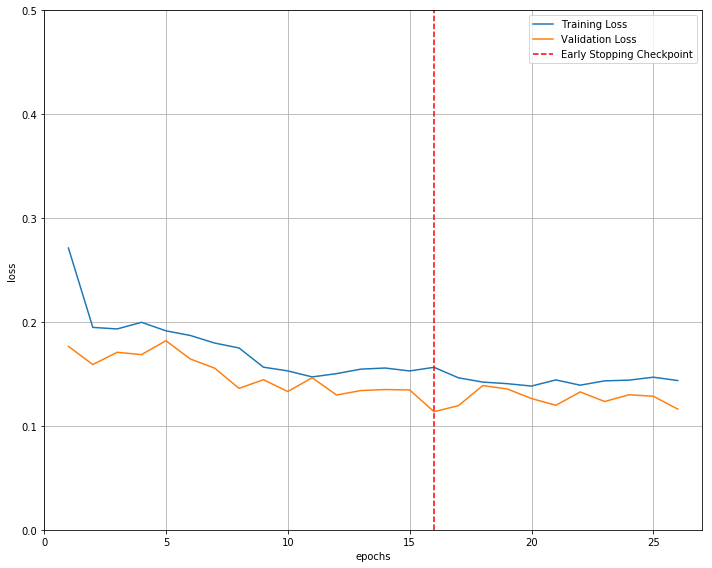 0.5
Training Loss
Validation Loss
Early Stopping Checkpoint
0.4
0.3
loss
0.2
0.1
0.0
0 5 10 15 20 25
epochs